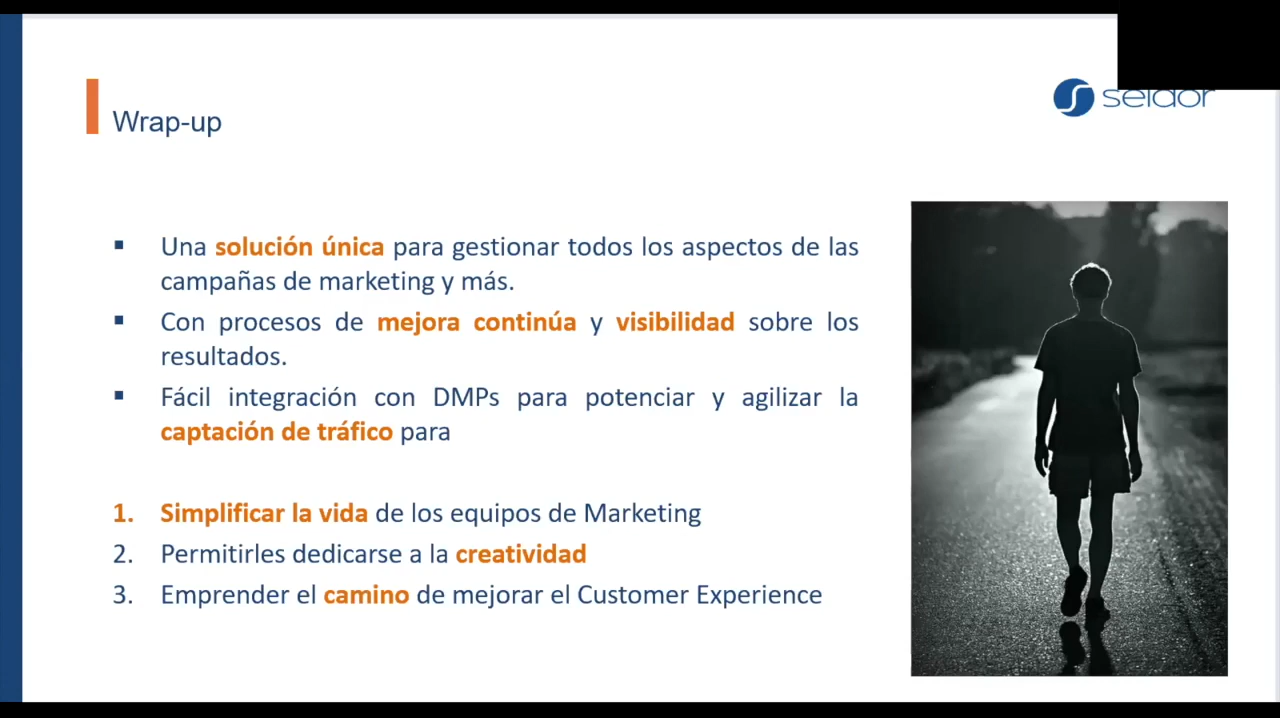 seidor
Wrap-up
Una solución única para gestionar todos los aspectos de las
campañas de marketing y más.
Con procesos de mejora continúa y visibilidad sobre los
resultados.
Fácil integración con DMPs para potenciar y agilizar la
captación de tráfico para
1. Simplificar la vida de los equipos de Marketing
2. Permitirles dedicarse a la creatividad
3. Emprender el camino de mejorar el Customer Experience